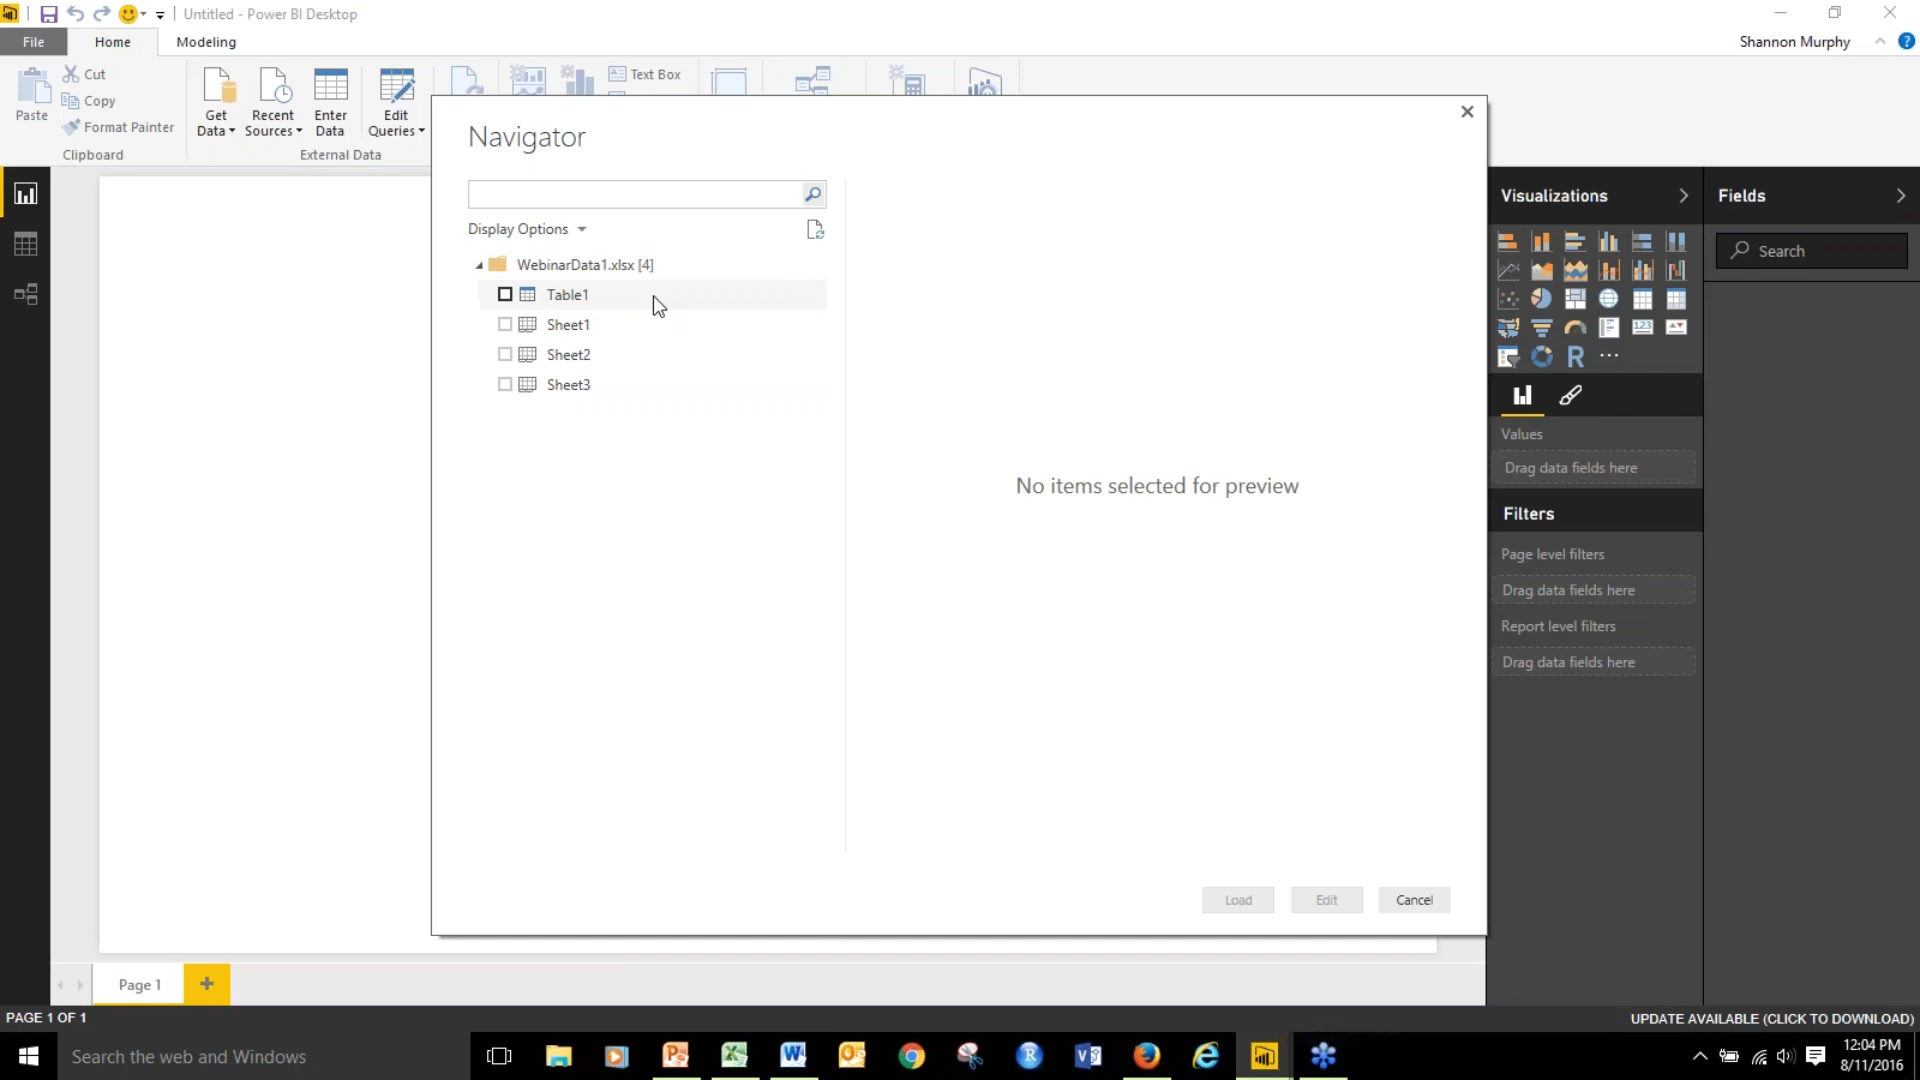 Untitled - Power BI Desktop
File
Home
Modeling
Shannon Murphy
?
Paste
Cut
Copy
Format Painter
Clipboard
Get Data
Recent Sources
Enter Data
Edit Queries
External Data
Text Box
Navigator
Display Options
WebinarData1.xlsx [4]
Table1
Sheet1
Sheet2
Sheet3
No items selected for preview
Load
Edit
Cancel
Visualizations
R
Values
Drag data fields here
Filters
Page level filters
Drag data fields here
Report level filters
Drag data fields here
Fields
Search
Page 1
+
PAGE 1 OF 1
UPDATE AVAILABLE (CLICK TO DOWNLOAD)
Search the web and Windows
12:04 PM
8/11/2016